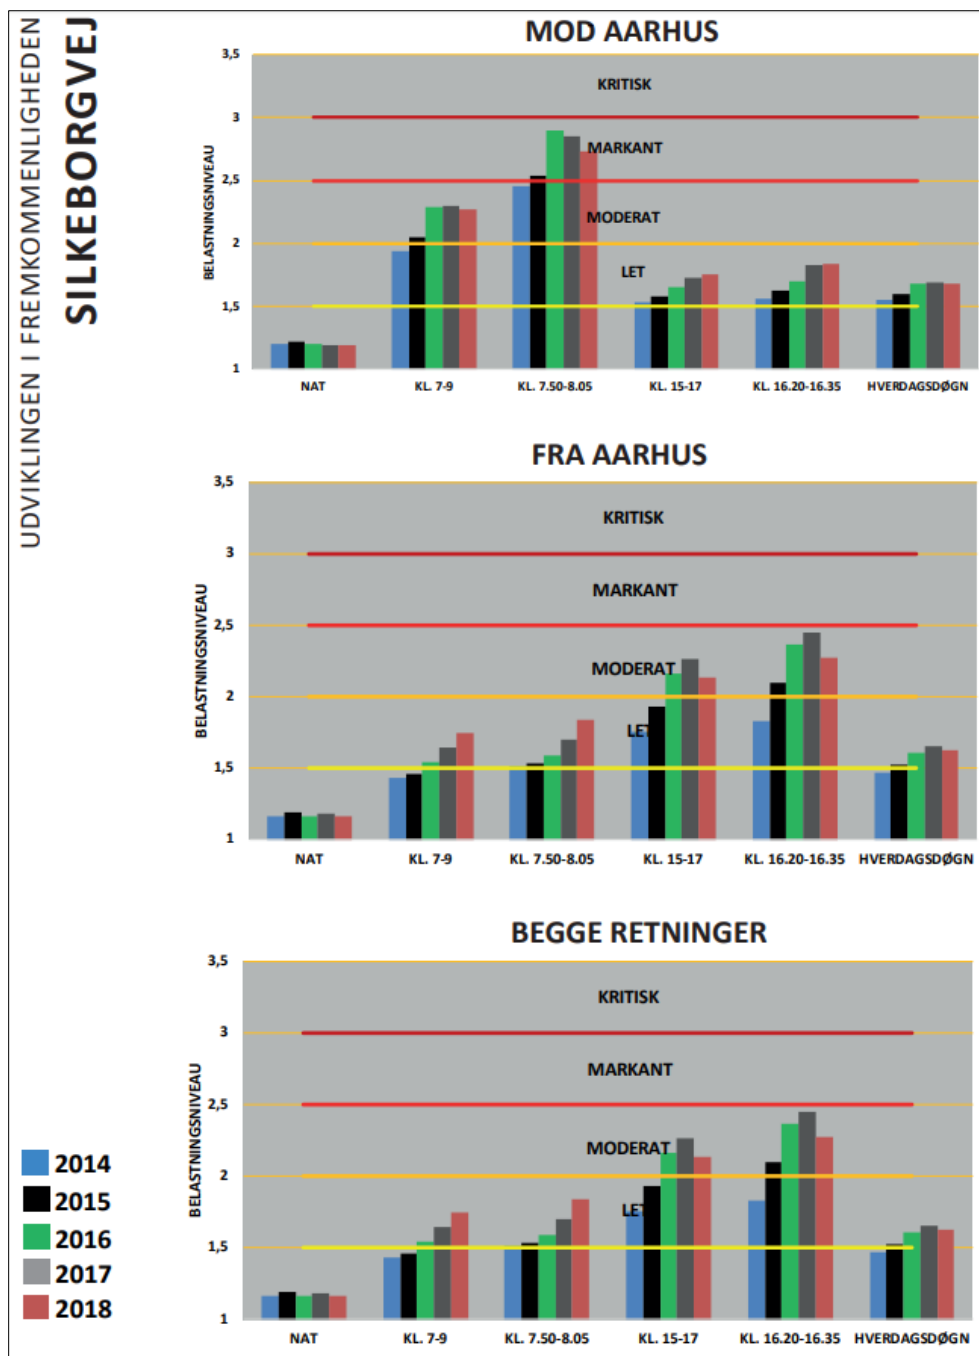 UDVIKLINGEN I FREMKOMMENLIGHEDEN
SILKEBORGVEJ
MOD AARHUS
BELASTNINGSNIVEAU
3,5
3
2,5
2
1,5
1
KRITISK
MARKANT
MODERAT
LET
NAT
KL. 7-9
KL. 7.50-8.05
KL. 15-17
KL. 16.20-16.35
HVERDAGSDØGN
FRA AARHUS
BELASTNINGSNIVEAU
3,5
3
2,5
2
1,5
1
KRITISK
MARKANT
MODERAT
LET
NAT
KL. 7-9
KL. 7.50-8.05
KL. 15-17
KL. 16.20-16.35
HVERDAGSDØGN
BEGGE RETNINGER
BELASTNINGSNIVEAU
3,5
3
2,5
2
1,5
1
KRITISK
MARKANT
MODERAT
LET
NAT
KL. 7-9
KL. 7.50-8.05
KL. 15-17
KL. 16.20-16.35
HVERDAGSDØGN
2014
2015
2016
2017
2018